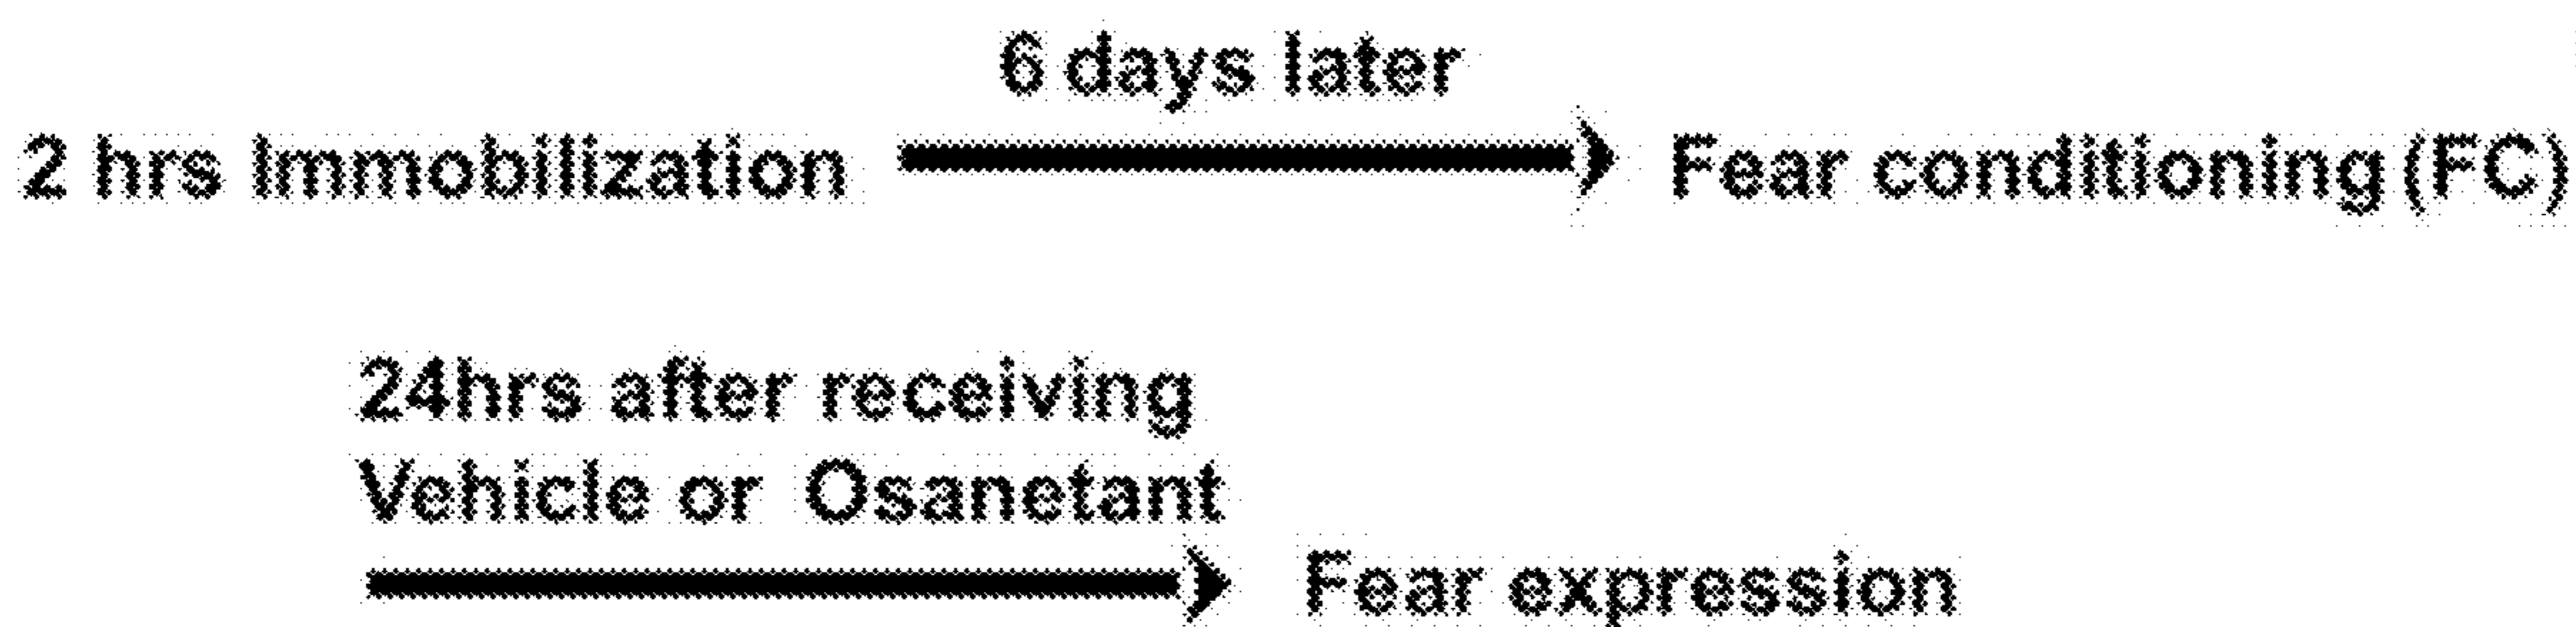 6 days later
2 hrs Immobilization Fear conditioning (FC)
24hrs after receiving
Vehicle or Osanetant
Fear expression